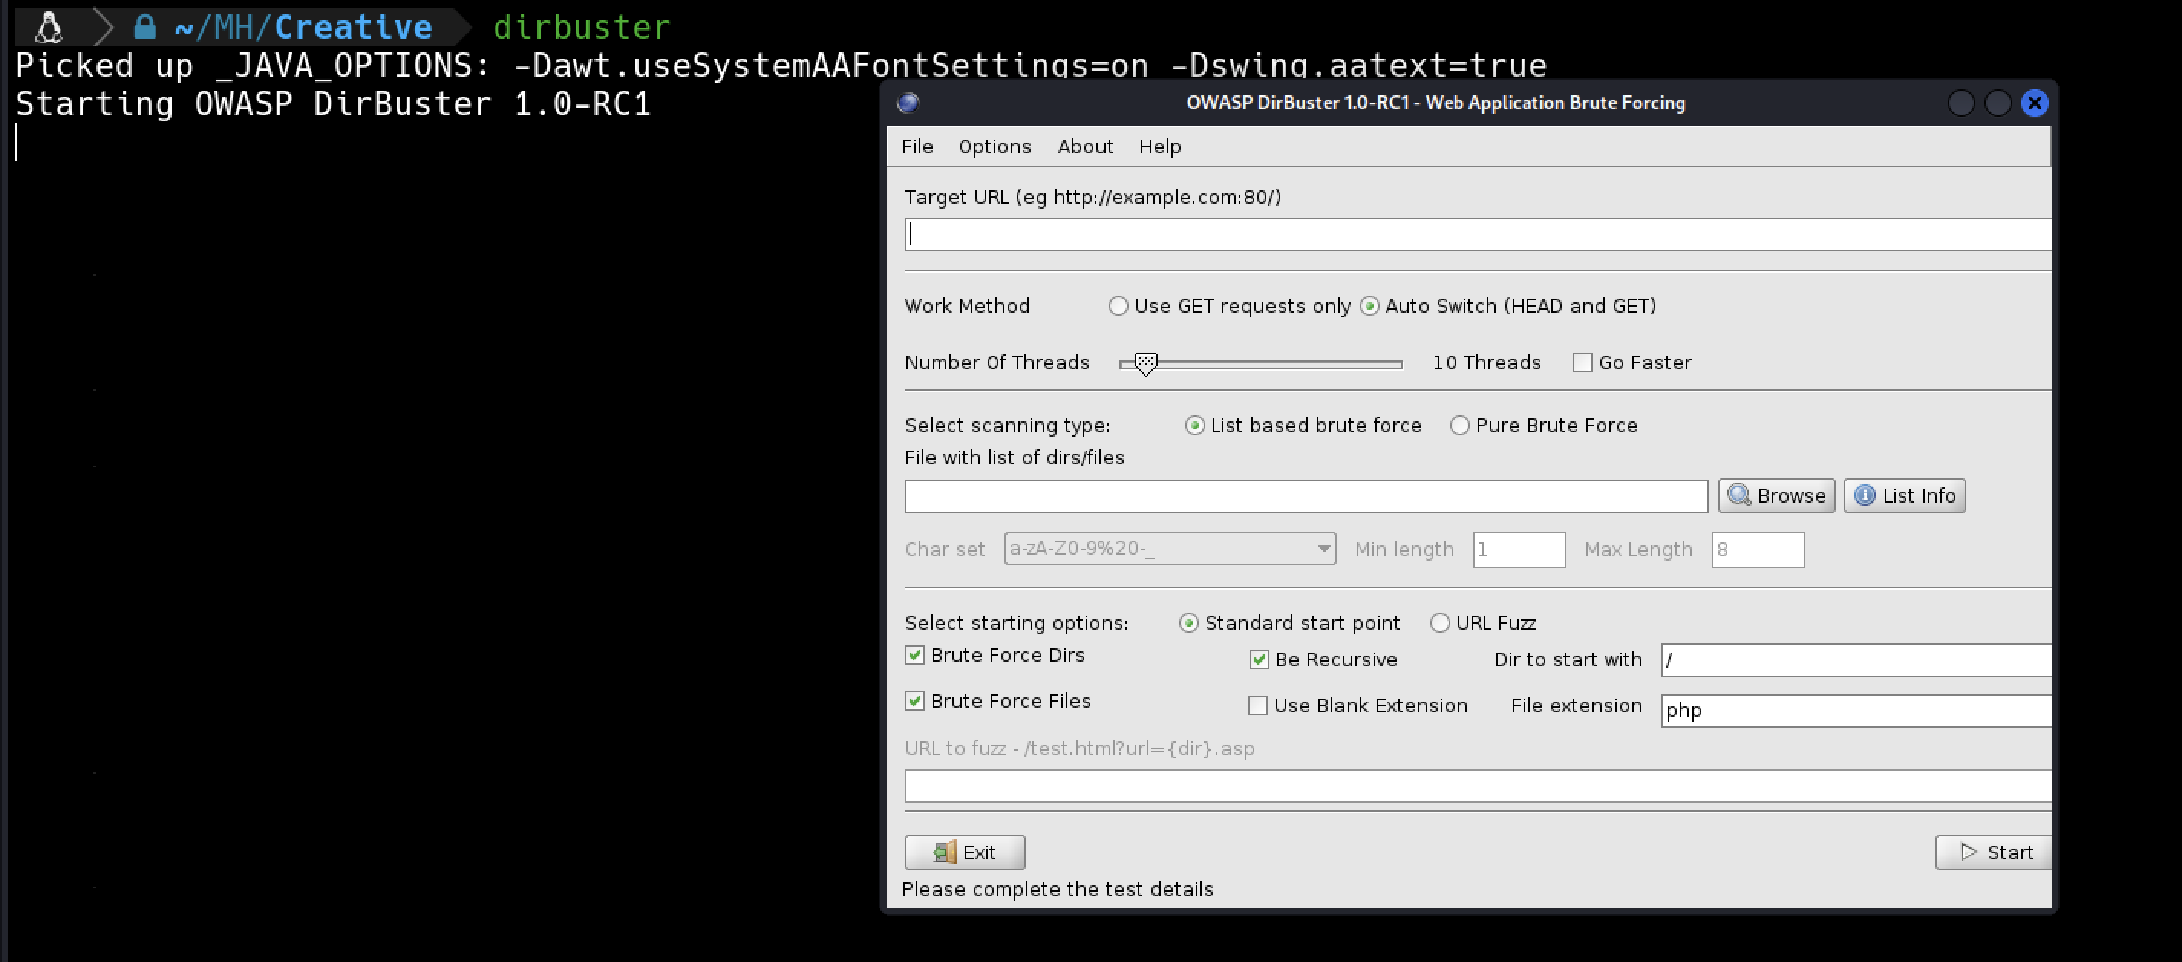 ~/MH/Creative dirbuster
Picked up _JAVA_OPTIONS: -Dawt.useSystemAAFontSettings=on -Dswing.aatext=true
Starting OWASP DirBuster 1.0-RC1
OWASP DirBuster 1.0-RC1 - Web Application Brute Forcing
File Options About Help
Target URL (eg http://example.com:80/)
Work Method Use GET requests only Auto Switch (HEAD and GET)
Number Of Threads 10 Threads Go Faster
Select scanning type: List based brute force Pure Brute Force
File with list of dirs/files
Browse List Info
Char set a-zA-Z0-9%20-_ Min length 1 Max Length 8
Select starting options: Standard start point URL Fuzz
Brute Force Dirs Be Recursive Dir to start with /
Brute Force Files Use Blank Extension File extension php
URL to fuzz - /test.html?url={dir}.asp
Exit Start
Please complete the test details